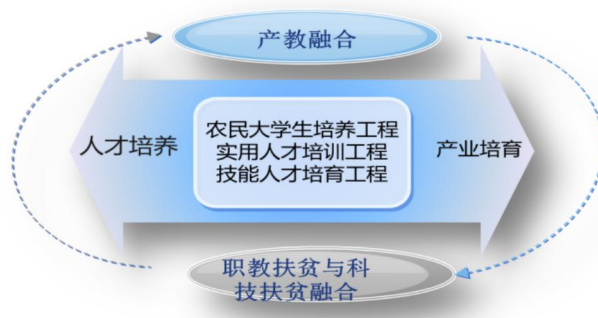 产教融合
人才培养
农民大学生培养工程
实用人才培训工程
技能人才培育工程
产业培育
职教扶贫与科
技扶贫融合